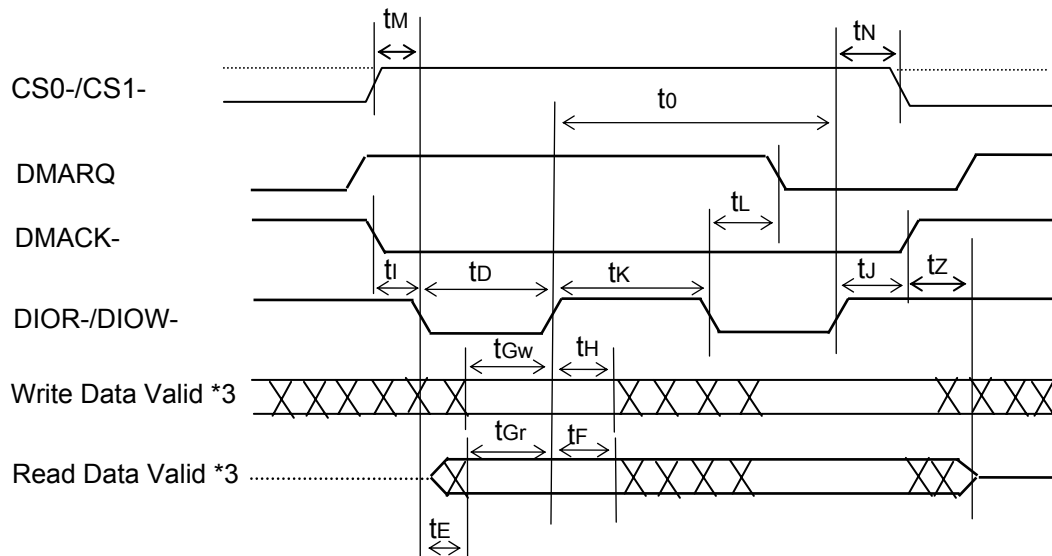 tM
tN
CS0-/CS1-
t0
DMARQ
tL
DMACK-
tI
tD
tK
tJ
tZ
DIOR-/DIOW-
tGw
tH
Write Data Valid *3
tGr
tF
Read Data Valid *3
tE